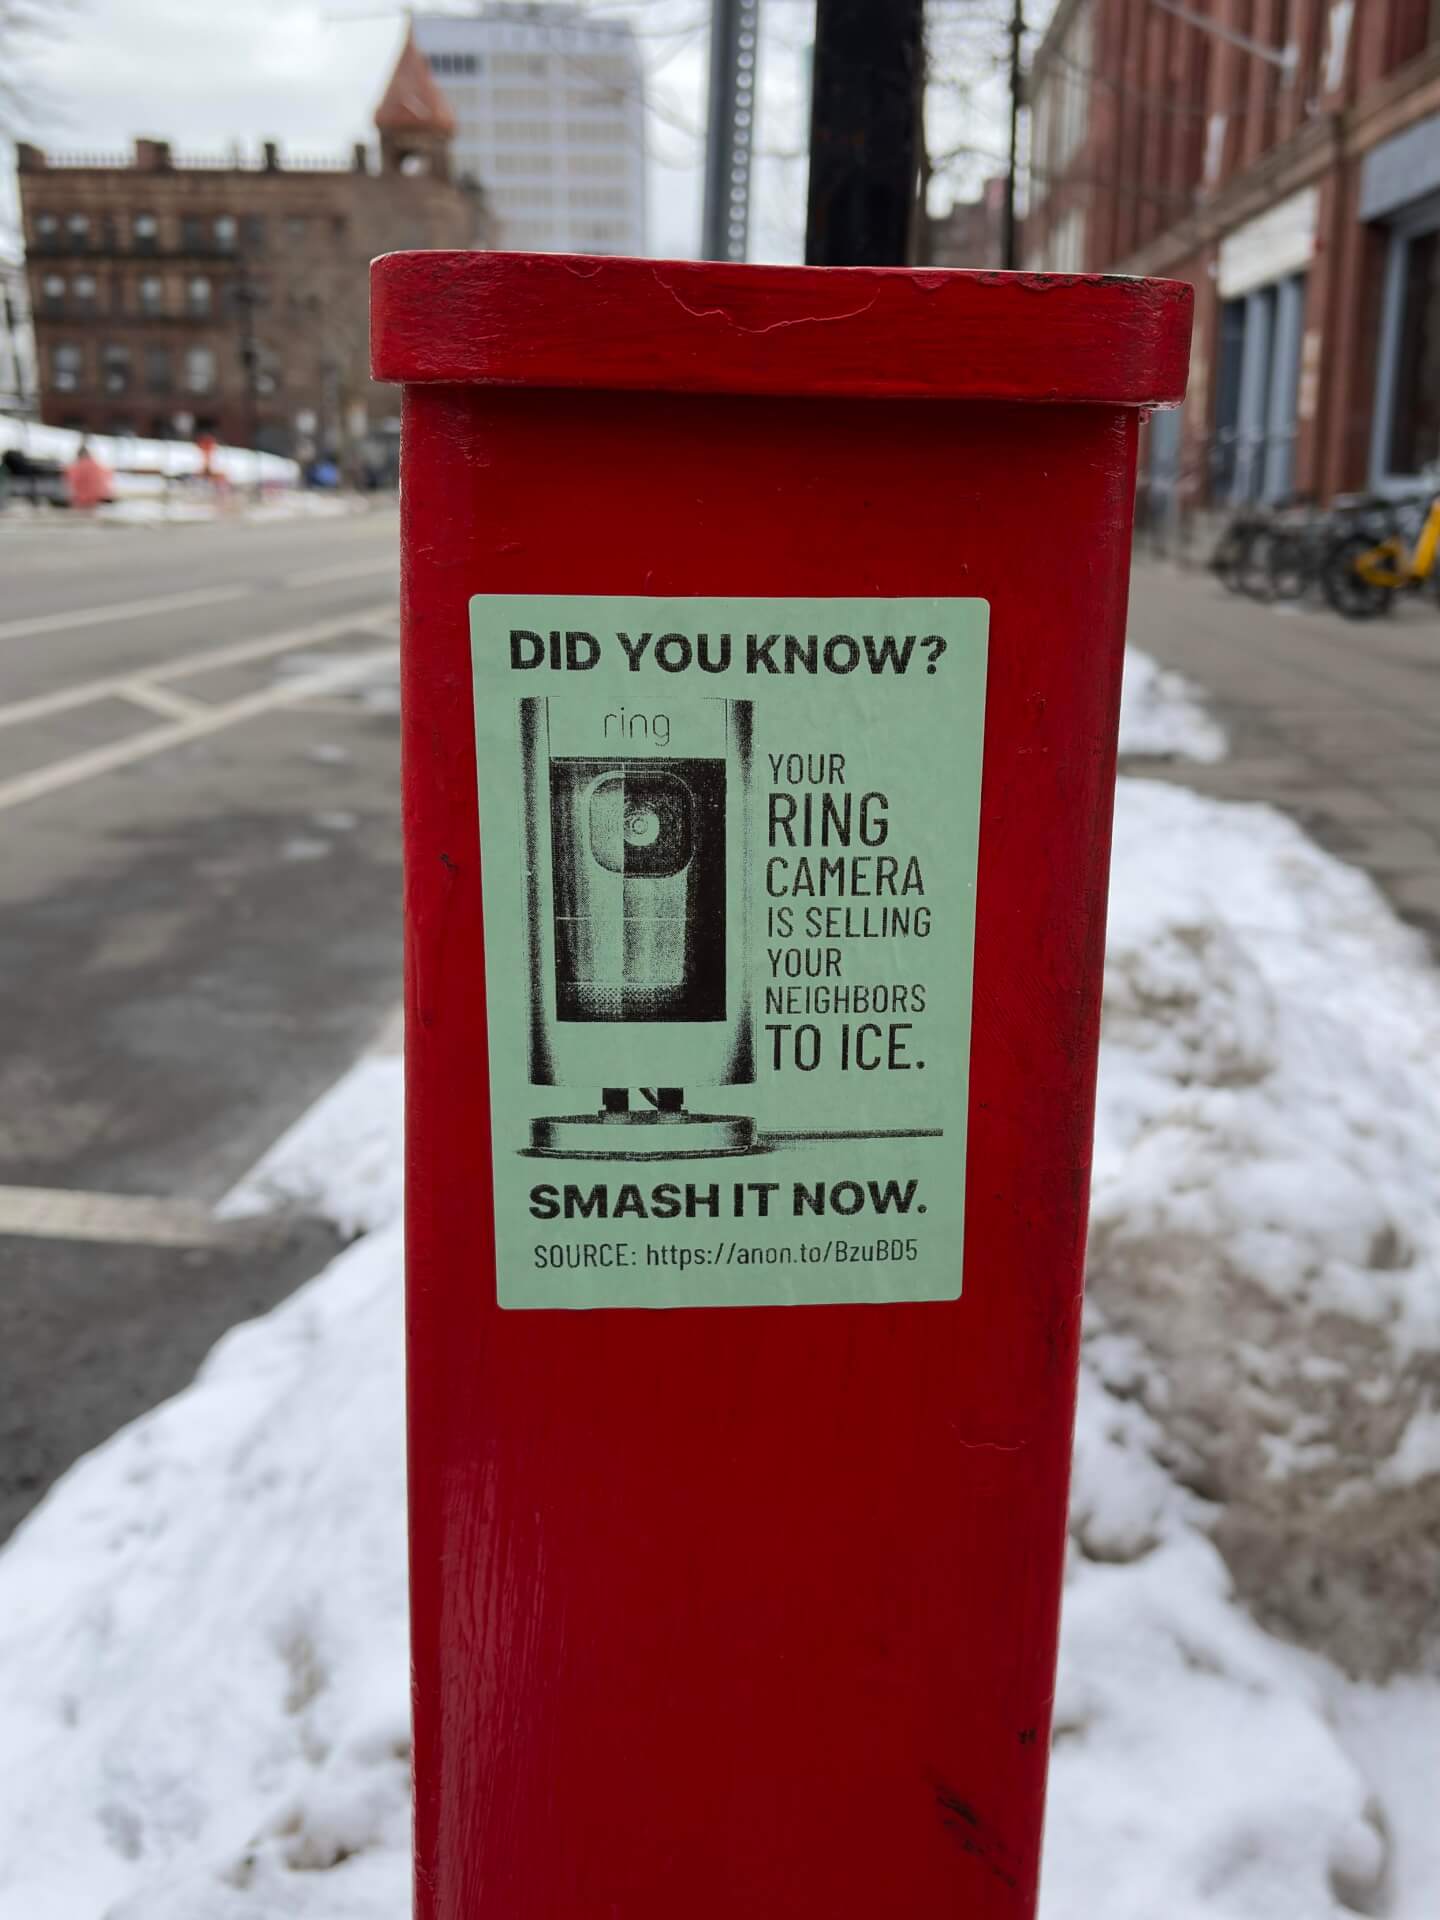 DID YOU KNOW?
ring
YOUR
RING
CAMERA
IS SELLING
YOUR
NEIGHBORS
TO ICE.
SMASH IT NOW.
SOURCE: https://anon.to/BzuBD5